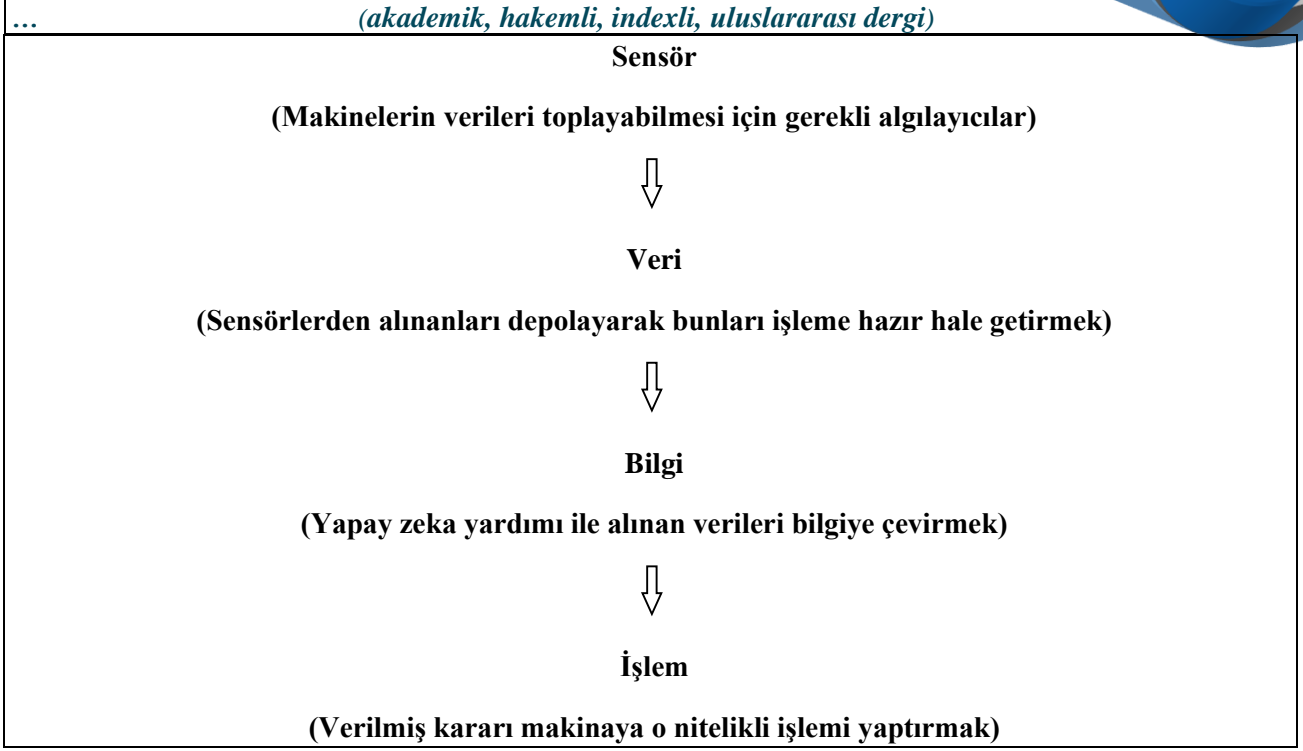 … (akademik, hakemli, indexli, uluslararası dergi)
Sensör
(Makinelerin verileri toplayabilmesi için gerekli algılayıcılar)
Veri
(Sensörlerden alınanları depolayarak bunları işleme hazır hale getirmek)
Bilgi
(Yapay zeka yardımı ile alınan verileri bilgiye çevirmek)
İşlem
(Verilmiş kararı makinaya o nitelikli işlemi yaptırmak)